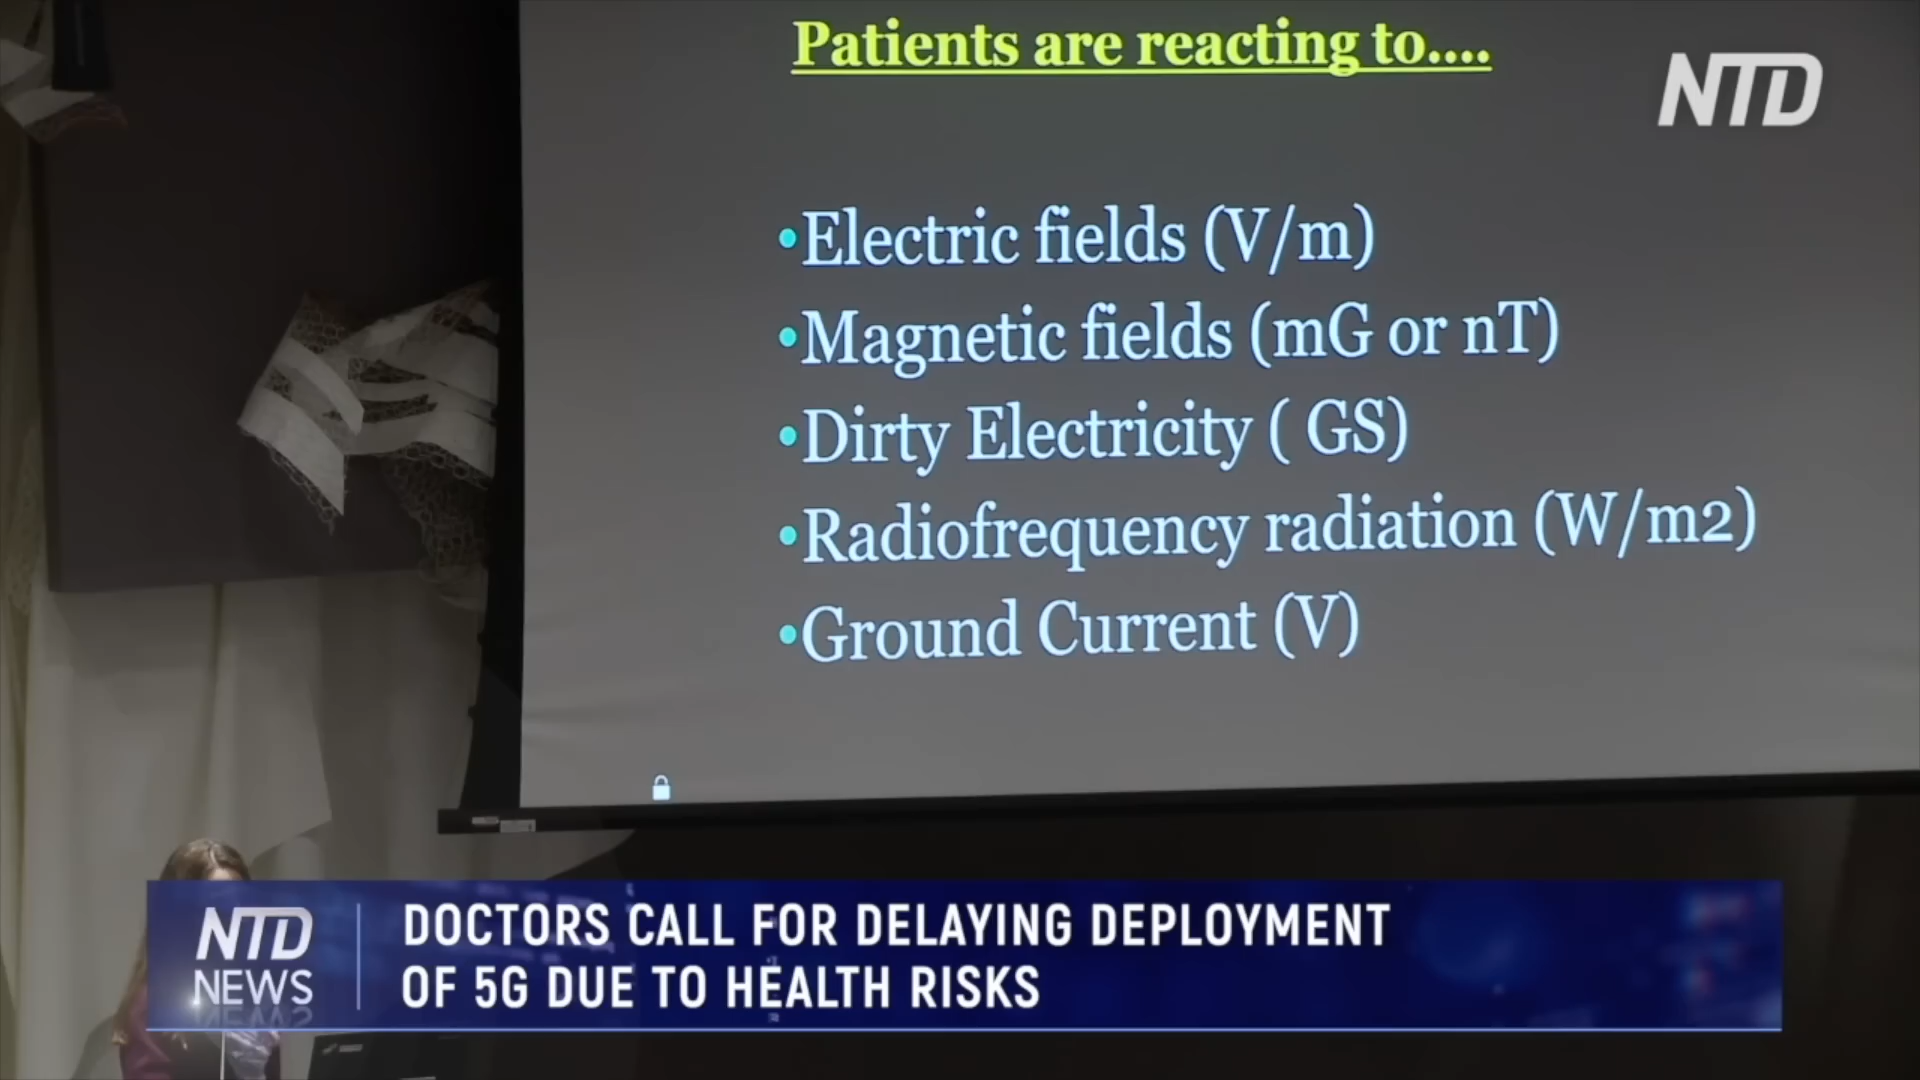 Patients are reacting to....
NTD
•Electric fields (V/m)
•Magnetic fields (mG or nT)
•Dirty Electricity ( GS)
•Radiofrequency radiation (W/m2)
•Ground Current (V)
NTD
NEWS
DOCTORS CALL FOR DELAYING DEPLOYMENT
OF 5G DUE TO HEALTH RISKS